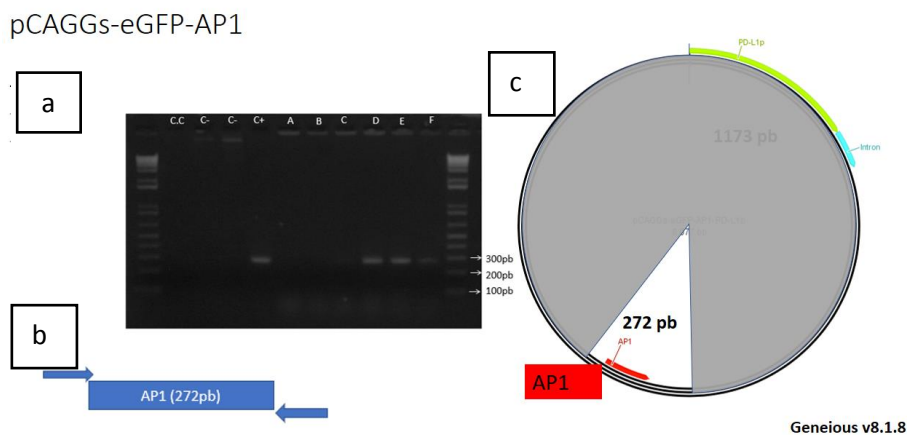 pCAGGs-eGFP-AP1
a
C.C C- C- C+ A B C D E F
300pb
200pb
100pb
b
AP1 (272pb)
c
PD-L1p
Intron
1173 pb
272 pb
AP1
AP1
Geneious v8.1.8